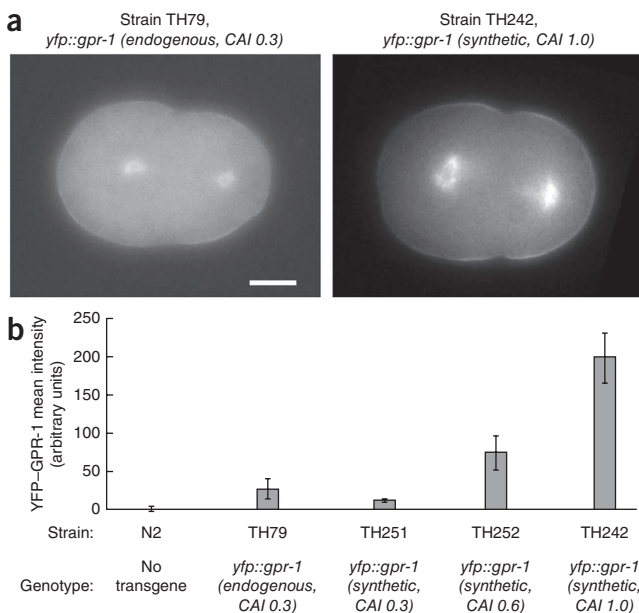 a
Strain TH79,
yfp::gpr-1 (endogenous, CAI 0.3)
Strain TH242,
yfp::gpr-1 (synthetic, CAI 1.0)
b
YFP–GPR-1 mean intensity
(arbitrary units)
250
200
150
100
50
0
Strain: N2 TH79 TH251 TH252 TH242
Genotype: No transgene
yfp::gpr-1 (endogenous, CAI 0.3)
yfp::gpr-1 (synthetic, CAI 0.3)
yfp::gpr-1 (synthetic, CAI 0.6)
yfp::gpr-1 (synthetic, CAI 1.0)